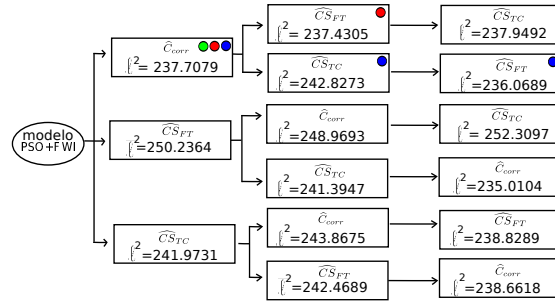 modelo
PSO+FWI
Ĉ_corr
ℓ²= 237.7079
ĈS_FT
ℓ²= 237.4305
ĈS_TC
ℓ²= 237.9492
ĈS_TC
ℓ²=242.8273
ĈS_FT
ℓ²=236.0689
ĈS_FT
ℓ²=250.2364
Ĉ_corr
ℓ²=248.9693
ĈS_TC
ℓ²= 252.3097
ĈS_TC
ℓ²=241.3947
Ĉ_corr
ℓ²=235.0104
ĈS_TC
ℓ²=241.9731
Ĉ_corr
ℓ²=243.8675
ĈS_FT
ℓ²=238.8289
ĈS_FT
ℓ²=242.4689
Ĉ_corr
ℓ²=238.6618